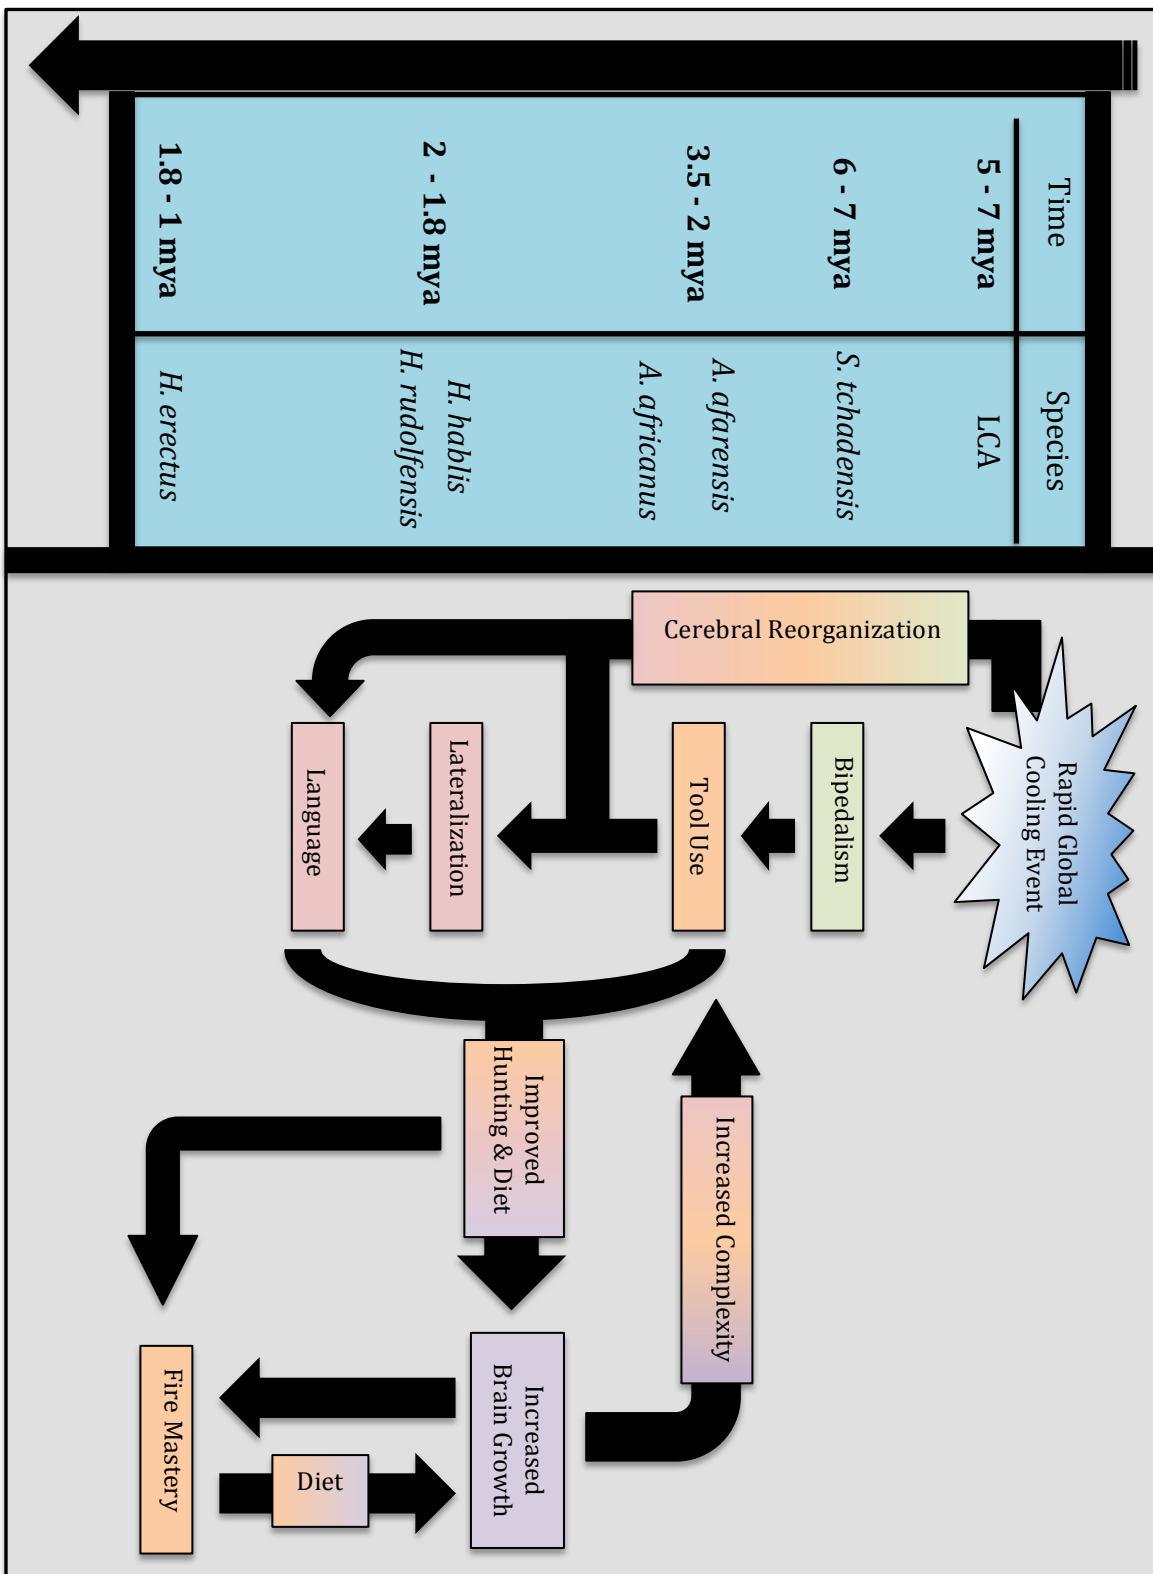 Time
Species
5 - 7 mya
LCA
6 - 7 mya
S. tchadensis
3.5 - 2 mya
A. afarensis
A. africanus
2 - 1.8 mya
H. hablis
H. rudolfensis
1.8 - 1 mya
H. erectus
Rapid Global
Cooling Event
Cerebral Reorganization
Bipedalism
Tool Use
Lateralization
Language
Improved
Hunting & Diet
Increased Complexity
Increased
Brain Growth
Diet
Fire Mastery